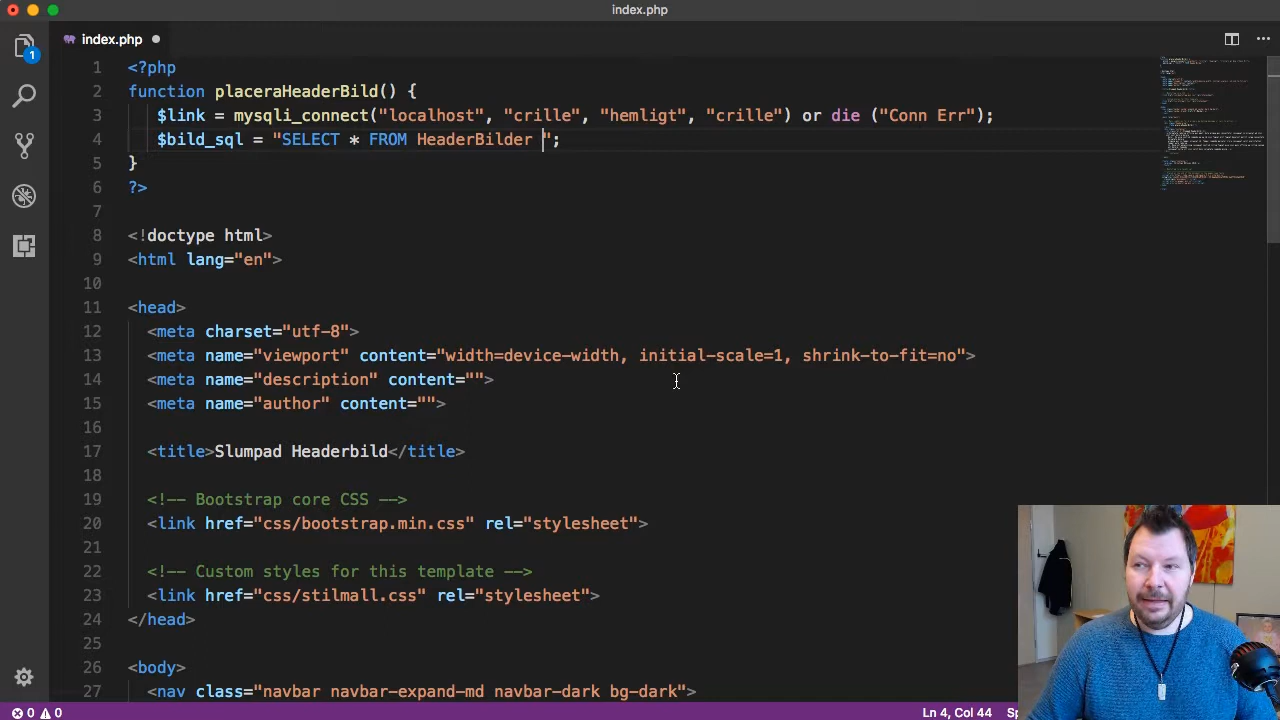 index.php
index.php
1
1 <?php
2 function placeraHeaderBild() {
3 $link = mysqli_connect("localhost", "crille", "hemligt", "crille") or die ("Conn Err");
4 $bild_sql = "SELECT * FROM HeaderBilder ";
5 }
6 ?>
7
8 <!doctype html>
9 <html lang="en">
10
11 <head>
12 <meta charset="utf-8">
13 <meta name="viewport" content="width=device-width, initial-scale=1, shrink-to-fit=no">
14 <meta name="description" content="">
15 <meta name="author" content="">
16
17 <title>Slumpad Headerbild</title>
18
19 <!-- Bootstrap core CSS -->
20 <link href="css/bootstrap.min.css" rel="stylesheet">
21
22 <!-- Custom styles for this template -->
23 <link href="css/stilmall.css" rel="stylesheet">
24 </head>
25
26 <body>
27 <nav class="navbar navbar-expand-md navbar-dark bg-dark">
0 0 Ln 4, Col 44 Sp